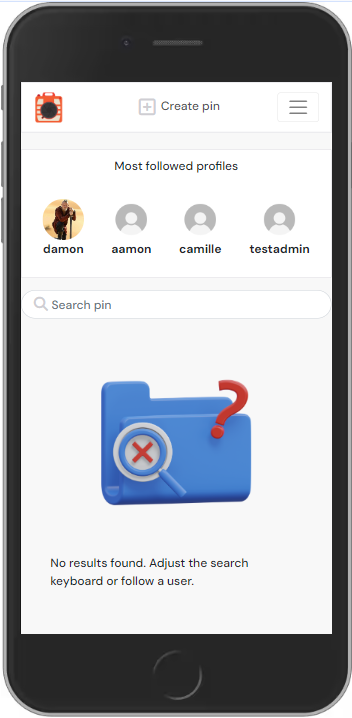 Create pin
Most followed profiles
damon aamon camille testadmin
Search pin
No results found. Adjust the search
keyboard or follow a user.